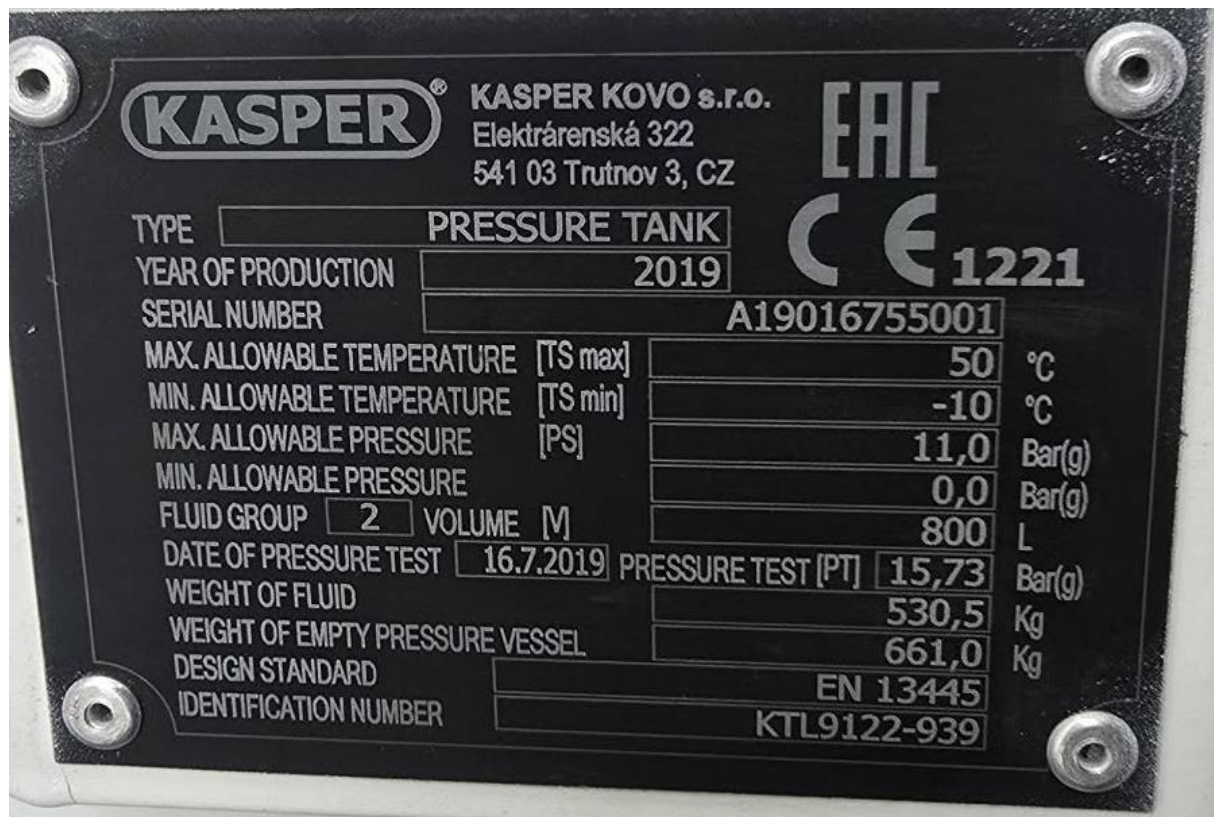 KASPER® KASPER KOVO s.r.o.
Elektrárenská 322
541 03 Trutnov 3, CZ
EAC
CE 1221
TYPE PRESSURE TANK
YEAR OF PRODUCTION 2019
SERIAL NUMBER A19016755001
MAX. ALLOWABLE TEMPERATURE [TS max] 50 °C
MIN. ALLOWABLE TEMPERATURE [TS min] -10 °C
MAX. ALLOWABLE PRESSURE [PS] 11,0 Bar(g)
MIN. ALLOWABLE PRESSURE 0,0 Bar(g)
FLUID GROUP 2 VOLUME [V] 800 L
DATE OF PRESSURE TEST 16.7.2019 PRESSURE TEST [PT] 15,73 Bar(g)
WEIGHT OF FLUID 530,5 Kg
WEIGHT OF EMPTY PRESSURE VESSEL 661,0 Kg
DESIGN STANDARD EN 13445
IDENTIFICATION NUMBER KTL9122-939